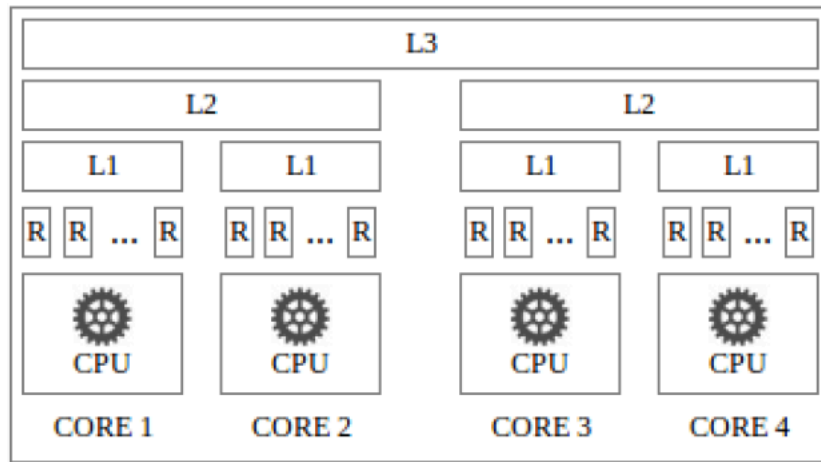 L3
L2 L2
L1 L1 L1 L1
R R ... R R R ... R R R ... R R R ... R
CPU CPU CPU CPU
CORE 1 CORE 2 CORE 3 CORE 4